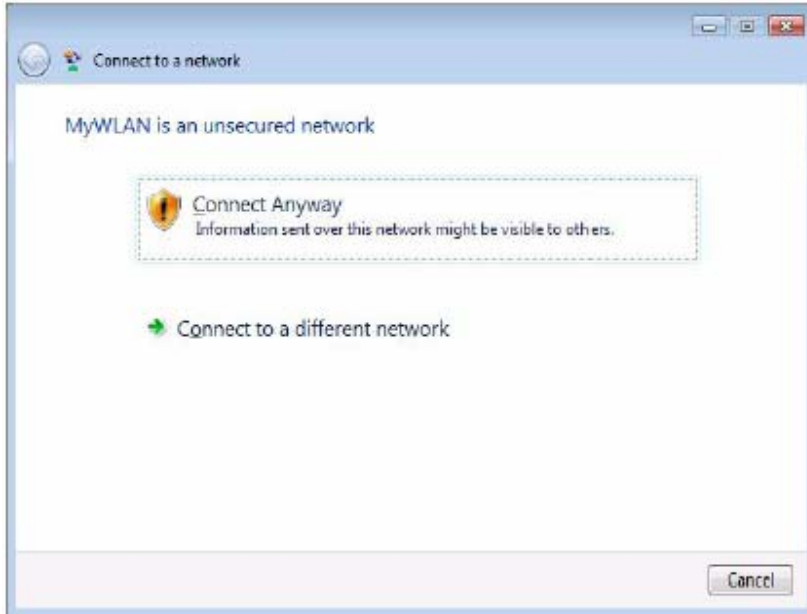 Connect to a network
MyWLAN is an unsecured network
Connect Anyway
Information sent over this network might be visible to others.
Connect to a different network
Cancel